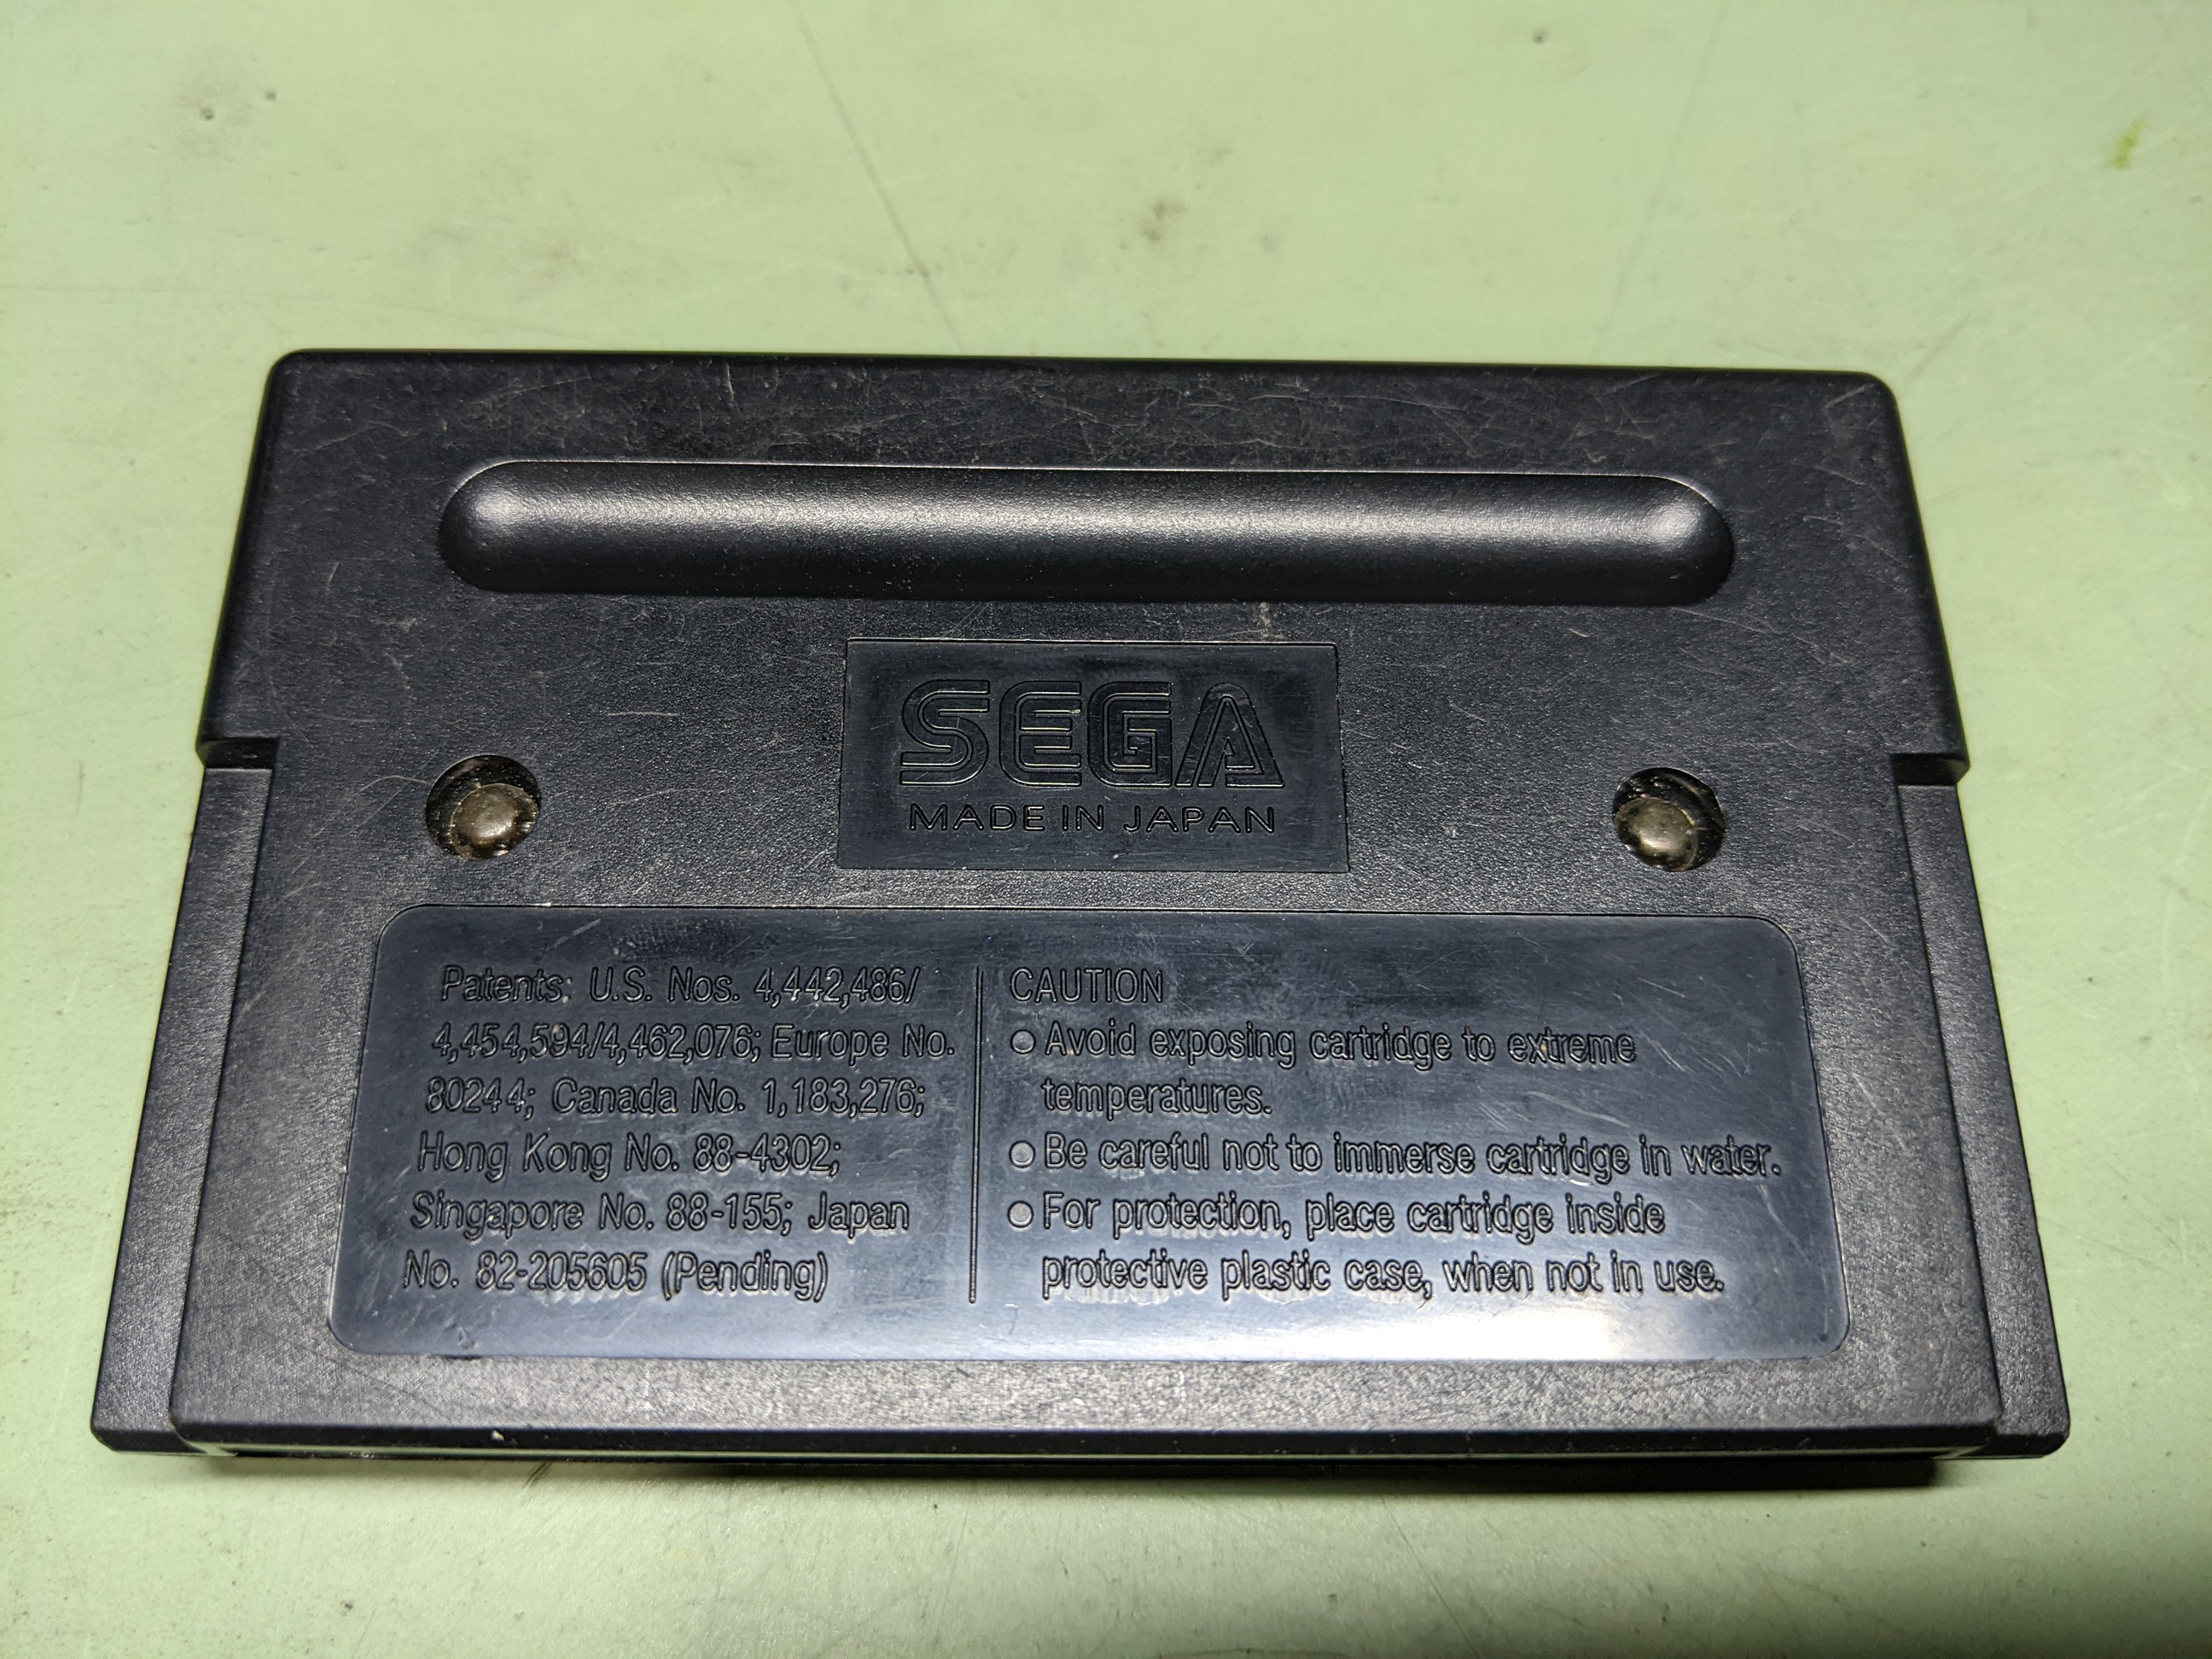 SEGA
MADE IN JAPAN
Patents: U.S. Nos. 4,442,486/
4,454,594/4,462,076; Europe No.
80244; Canada No. 1,183,276;
Hong Kong No. 88-4302;
Singapore No. 88-155; Japan
No. 82-205605 (Pending)
CAUTION
○ Avoid exposing cartridge to extreme
temperatures.
○ Be careful not to immerse cartridge in water.
○ For protection, place cartridge inside
protective plastic case, when not in use.